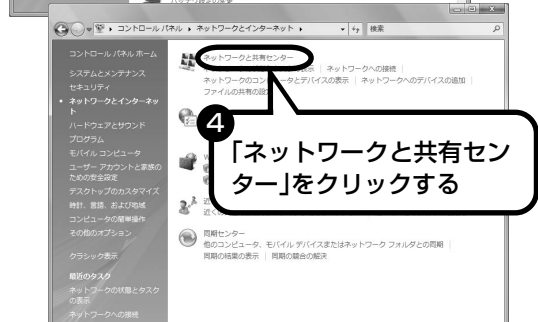 コントロール パネル ▸ ネットワークとインターネット ▸
検索
コントロール パネル ホーム
システムとメンテナンス
セキュリティ
• ネットワークとインターネッ
ト
ハードウェアとサウンド
プログラム
モバイル コンピュータ
ユーザー アカウントと家族の
ための安全設定
デスクトップのカスタマイズ
時計、言語、および地域
コンピュータの簡単操作
その他のオプション
クラシック表示
最近のタスク
ネットワークの状態とタスク
の表示
ネットワークへの接続
ネットワークと共有センター
表示 | ネットワークへの接続
ネットワークのコン ータとデバイスの表示 | ネットワークへのデバイスの追加
ファイルの共有の設
4
「ネットワークと共有セン
ター」をクリックする
同期センター
他のコンピュータ、モバイル デバイスまたはネットワーク フォルダとの同期
同期の結果の表示 | 同期の競合の解決